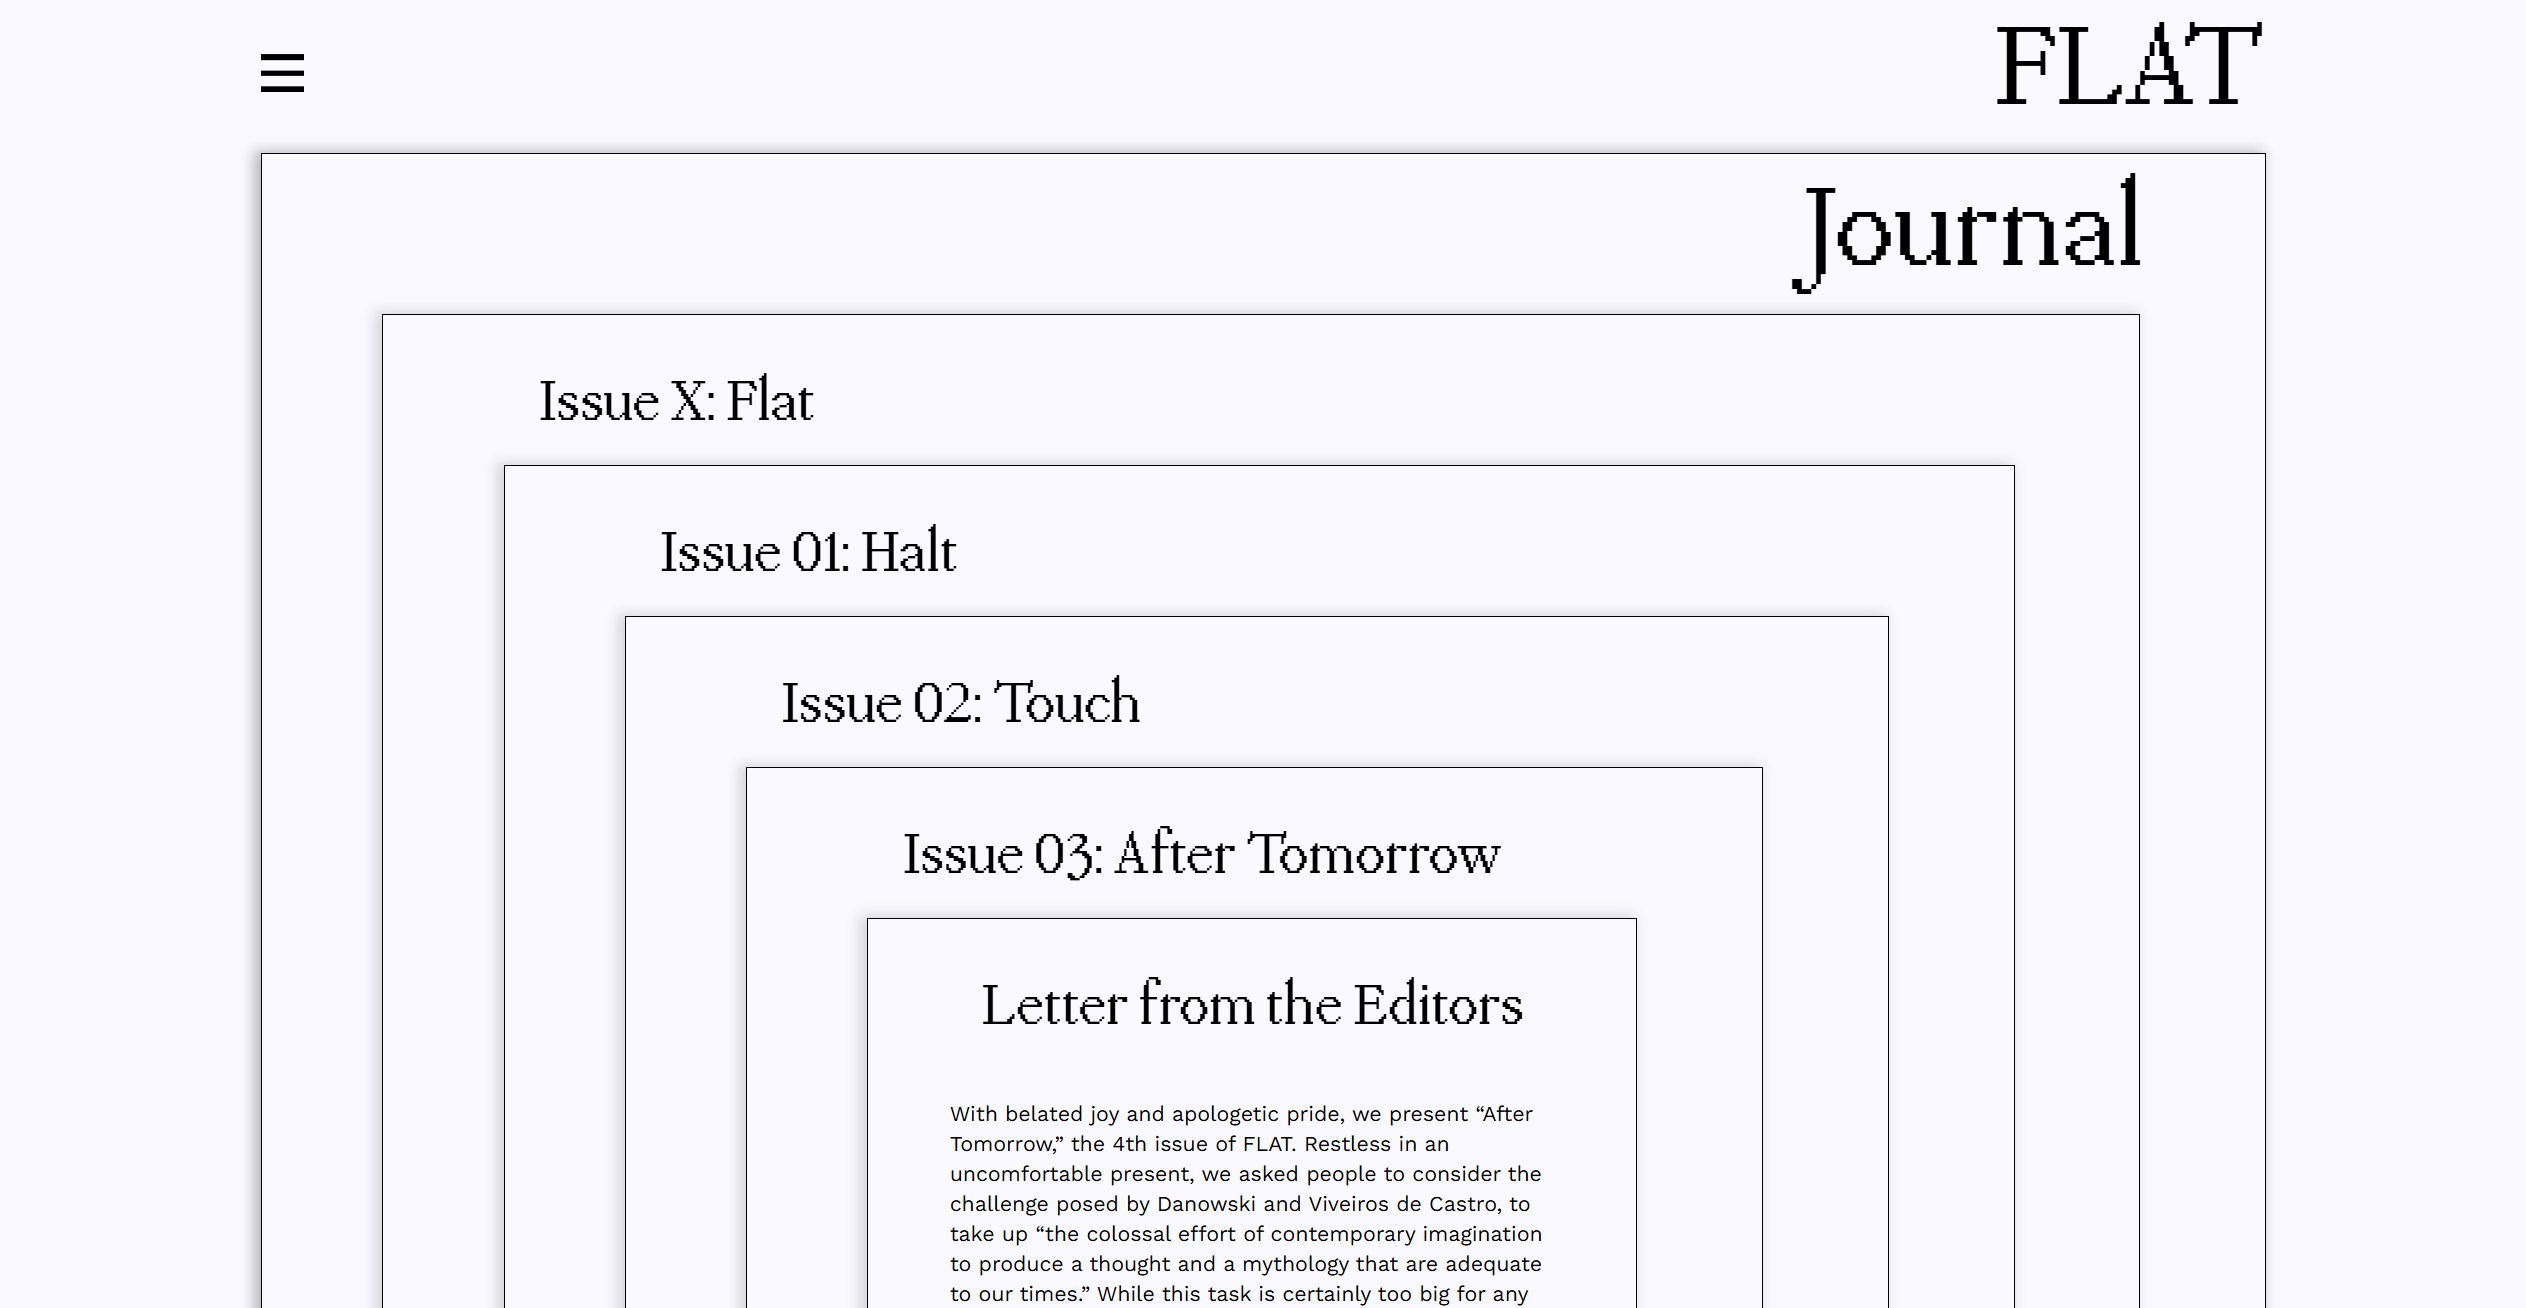 FLAT
Journal
Issue X: Flat
Issue 01: Halt
Issue 02: Touch
Issue 03: After Tomorrow
Letter from the Editors
With belated joy and apologetic pride, we present “After
Tomorrow,” the 4th issue of FLAT. Restless in an
uncomfortable present, we asked people to consider the
challenge posed by Danowski and Viveiros de Castro, to
take up “the colossal effort of contemporary imagination
to produce a thought and a mythology that are adequate
to our times.” While this task is certainly too big for any